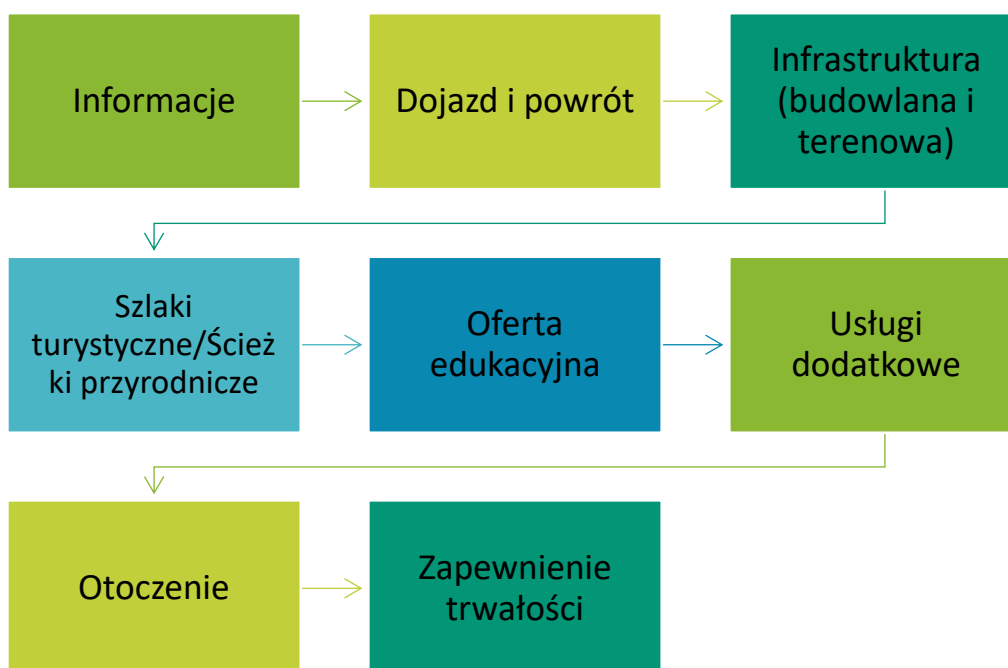 Informacje
Dojazd i powrót
Infrastruktura
(budowlana i
terenowa)
Szlaki
turystyczne/Ścież
ki przyrodnicze
Oferta
edukacyjna
Usługi
dodatkowe
Otoczenie
Zapewnienie
trwałości